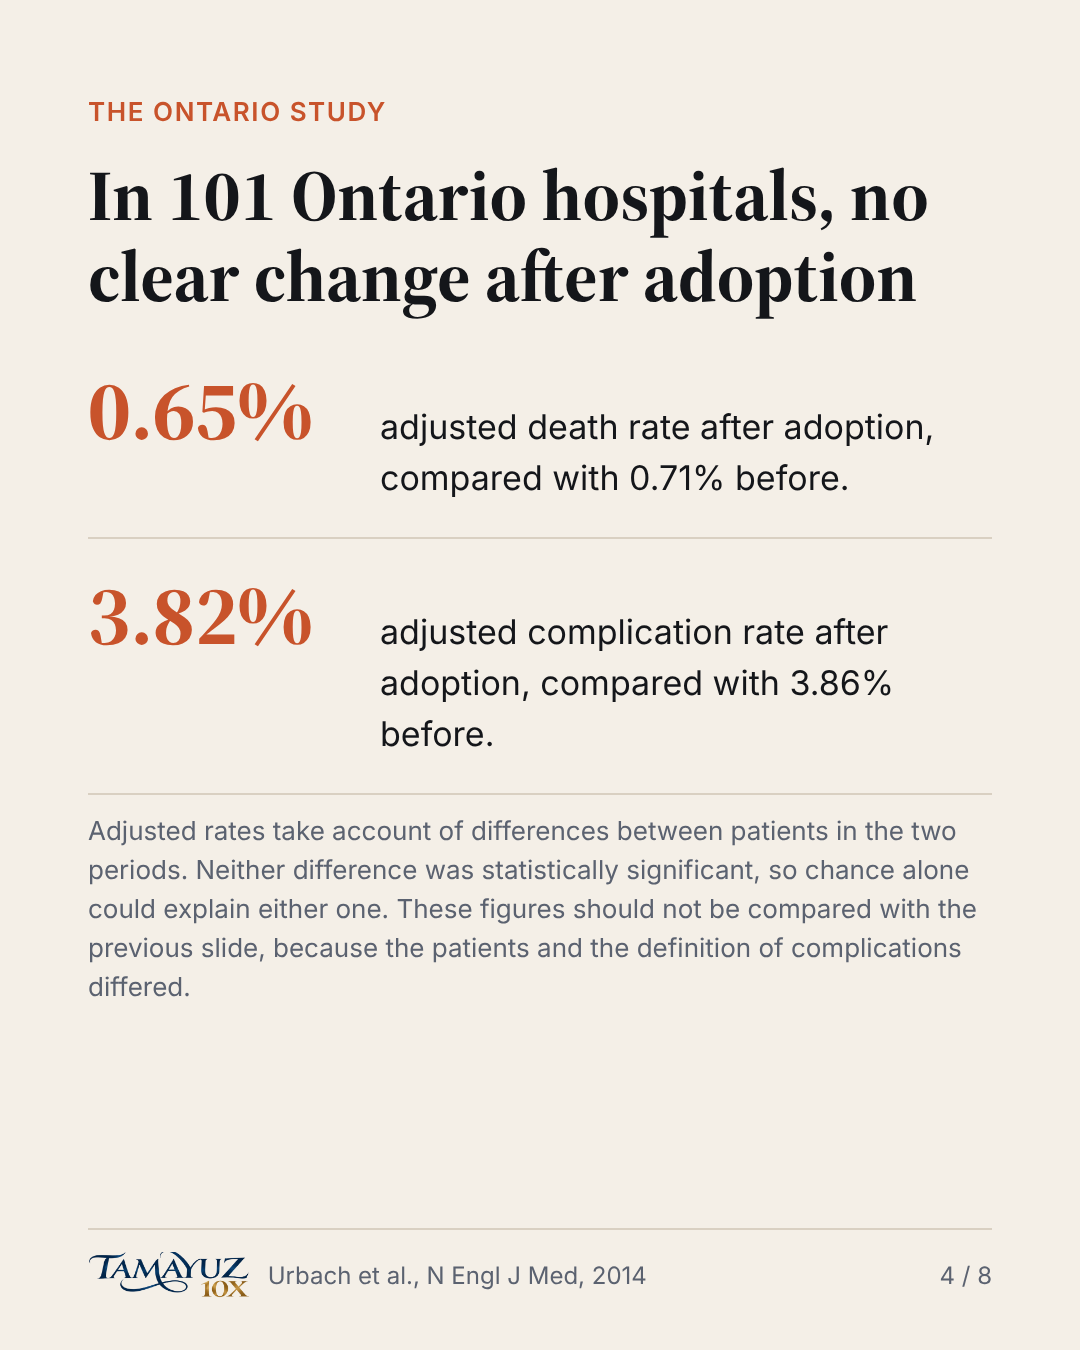 THE ONTARIO STUDY
In 101 Ontario hospitals, no
clear change after adoption
0.65%
adjusted death rate after adoption,
compared with 0.71% before.
3.82%
adjusted complication rate after
adoption, compared with 3.86%
before.
Adjusted rates take account of differences between patients in the two
periods. Neither difference was statistically significant, so chance alone
could explain either one. These figures should not be compared with the
previous slide, because the patients and the definition of complications
differed.
TAMAYUZ
10X
Urbach et al., N Engl J Med, 2014
4 / 8